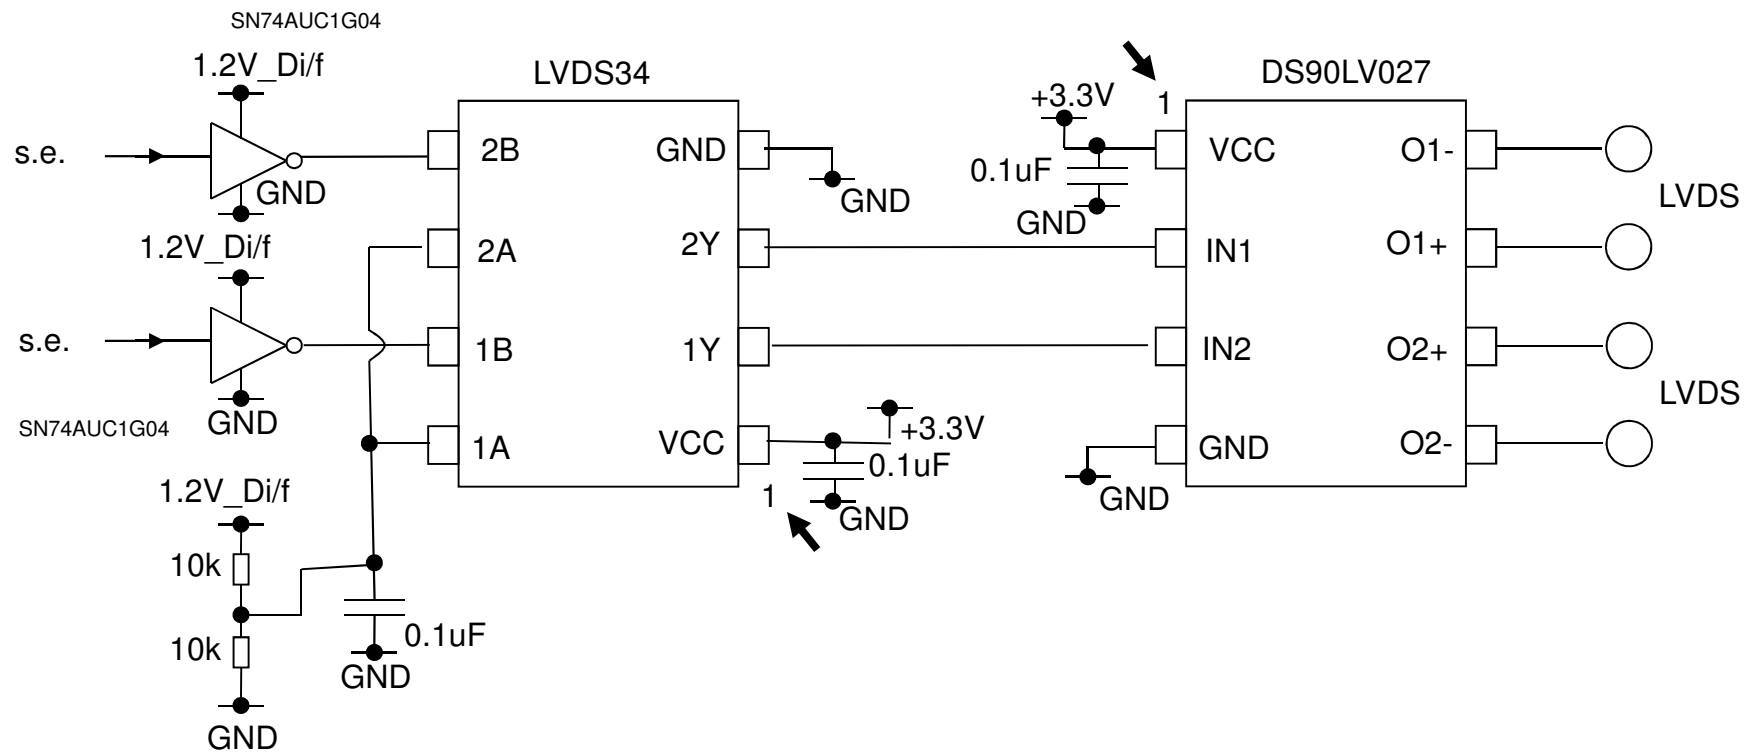 SN74AUC1G04
1.2V_Di/f
LVDS34
DS90LV027
+3.3V
1
s.e.
2B
GND
VCC
O1-
0.1uF
GND
GND
GND
LVDS
1.2V_Di/f
2A
2Y
IN1
O1+
s.e.
1B
1Y
IN2
O2+
LVDS
GND
SN74AUC1G04
+3.3V
1A
VCC
GND
O2-
0.1uF
1.2V_Di/f
1
GND
GND
10k
10k
0.1uF
GND
GND